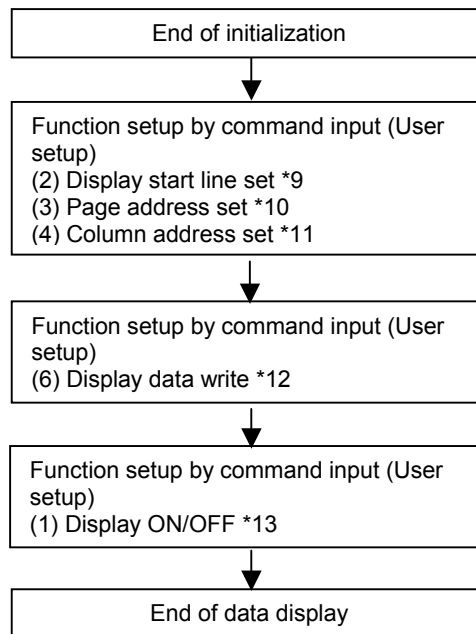 End of initialization
Function setup by command input (User
setup)
(2) Display start line set *9
(3) Page address set *10
(4) Column address set *11
Function setup by command input (User
setup)
(6) Display data write *12
Function setup by command input (User
setup)
(1) Display ON/OFF *13
End of data display